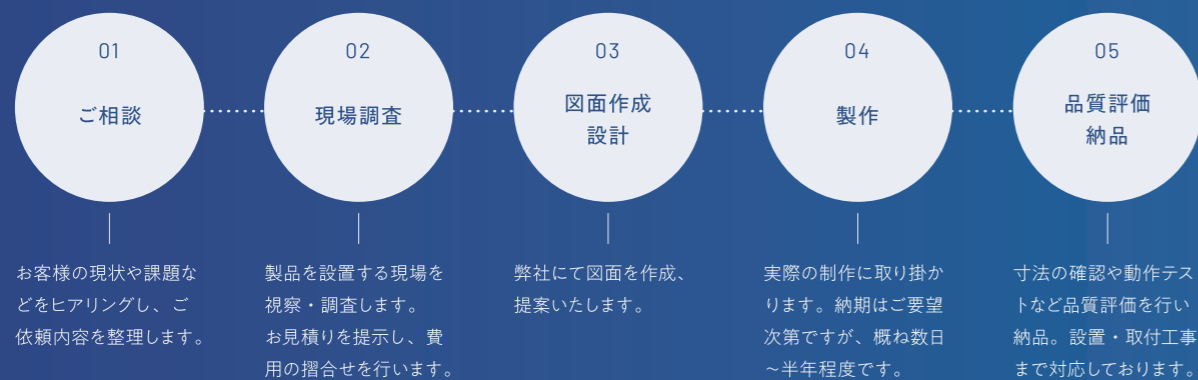 01
ご相談
お客様の現状や課題な
どをヒアリングし、ご
依頼内容を整理します。
02
現場調査
製品を設置する現場を
視察・調査します。
お見積りを提示し、費
用の摺合せを行います。
03
図面作成
設計
弊社にて図面を作成、
提案いたします。
04
製作
実際の制作に取り掛か
ります。納期はご要望
次第ですが、概ね数日
～半年程度です。
05
品質評価
納品
寸法の確認や動作テス
トなど品質評価を行い
納品。設置・取付工事
まで対応しております。